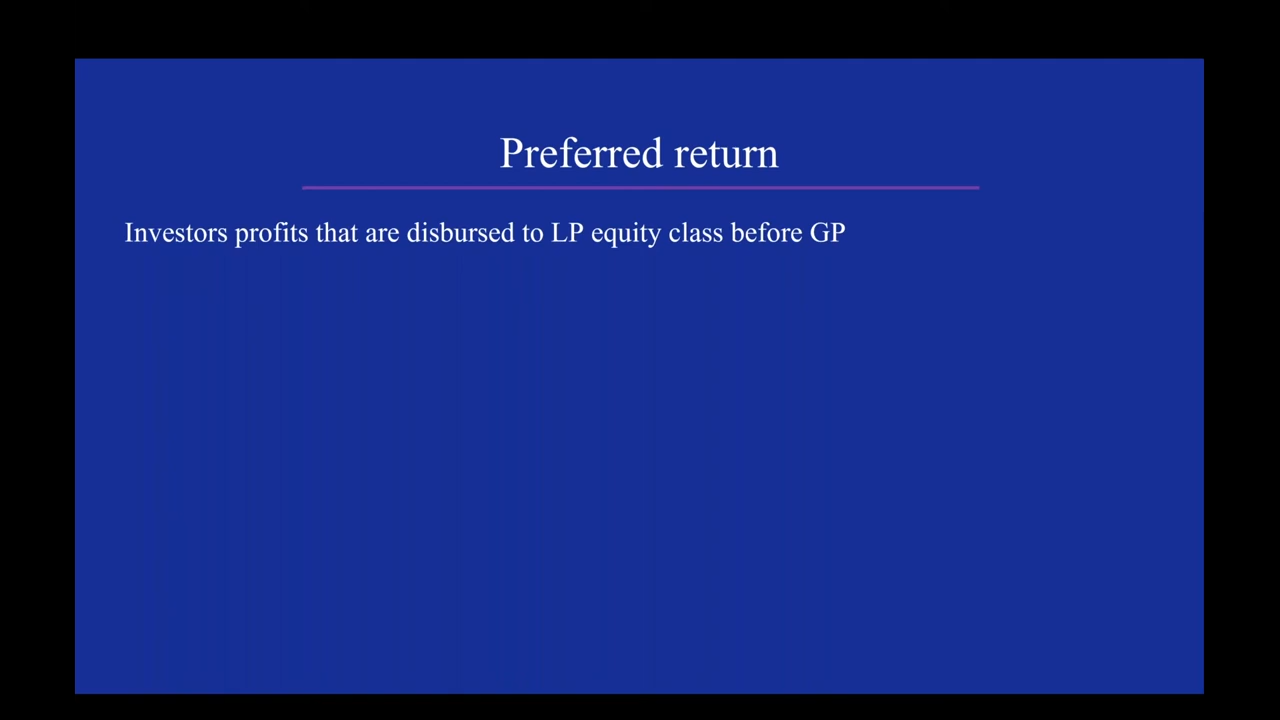 Preferred return
Investors profits that are disbursed to LP equity class before GP